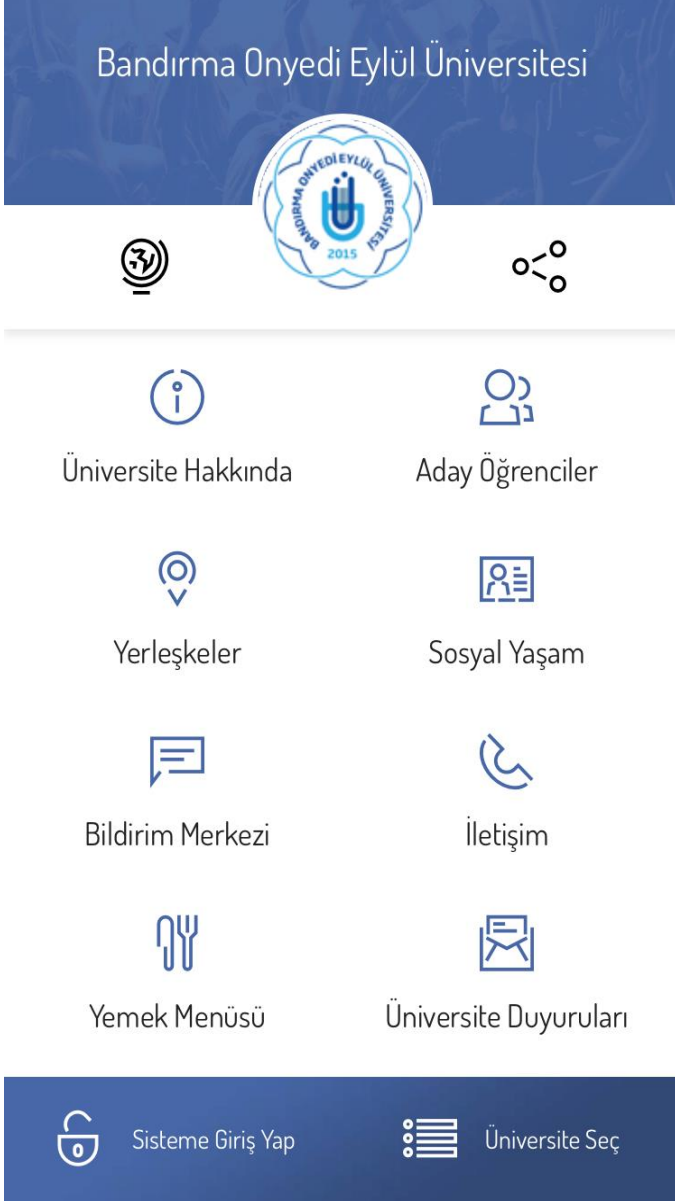 Bandırma Onyedi Eylül Üniversitesi
BANDIRMA ONYEDİ EYLÜL ÜNİVERSİTESİ
2015
Üniversite Hakkında
Aday Öğrenciler
Yerleşkeler
Sosyal Yaşam
Bildirim Merkezi
İletişim
Yemek Menüsü
Üniversite Duyuruları
Sisteme Giriş Yap
Üniversite Seç